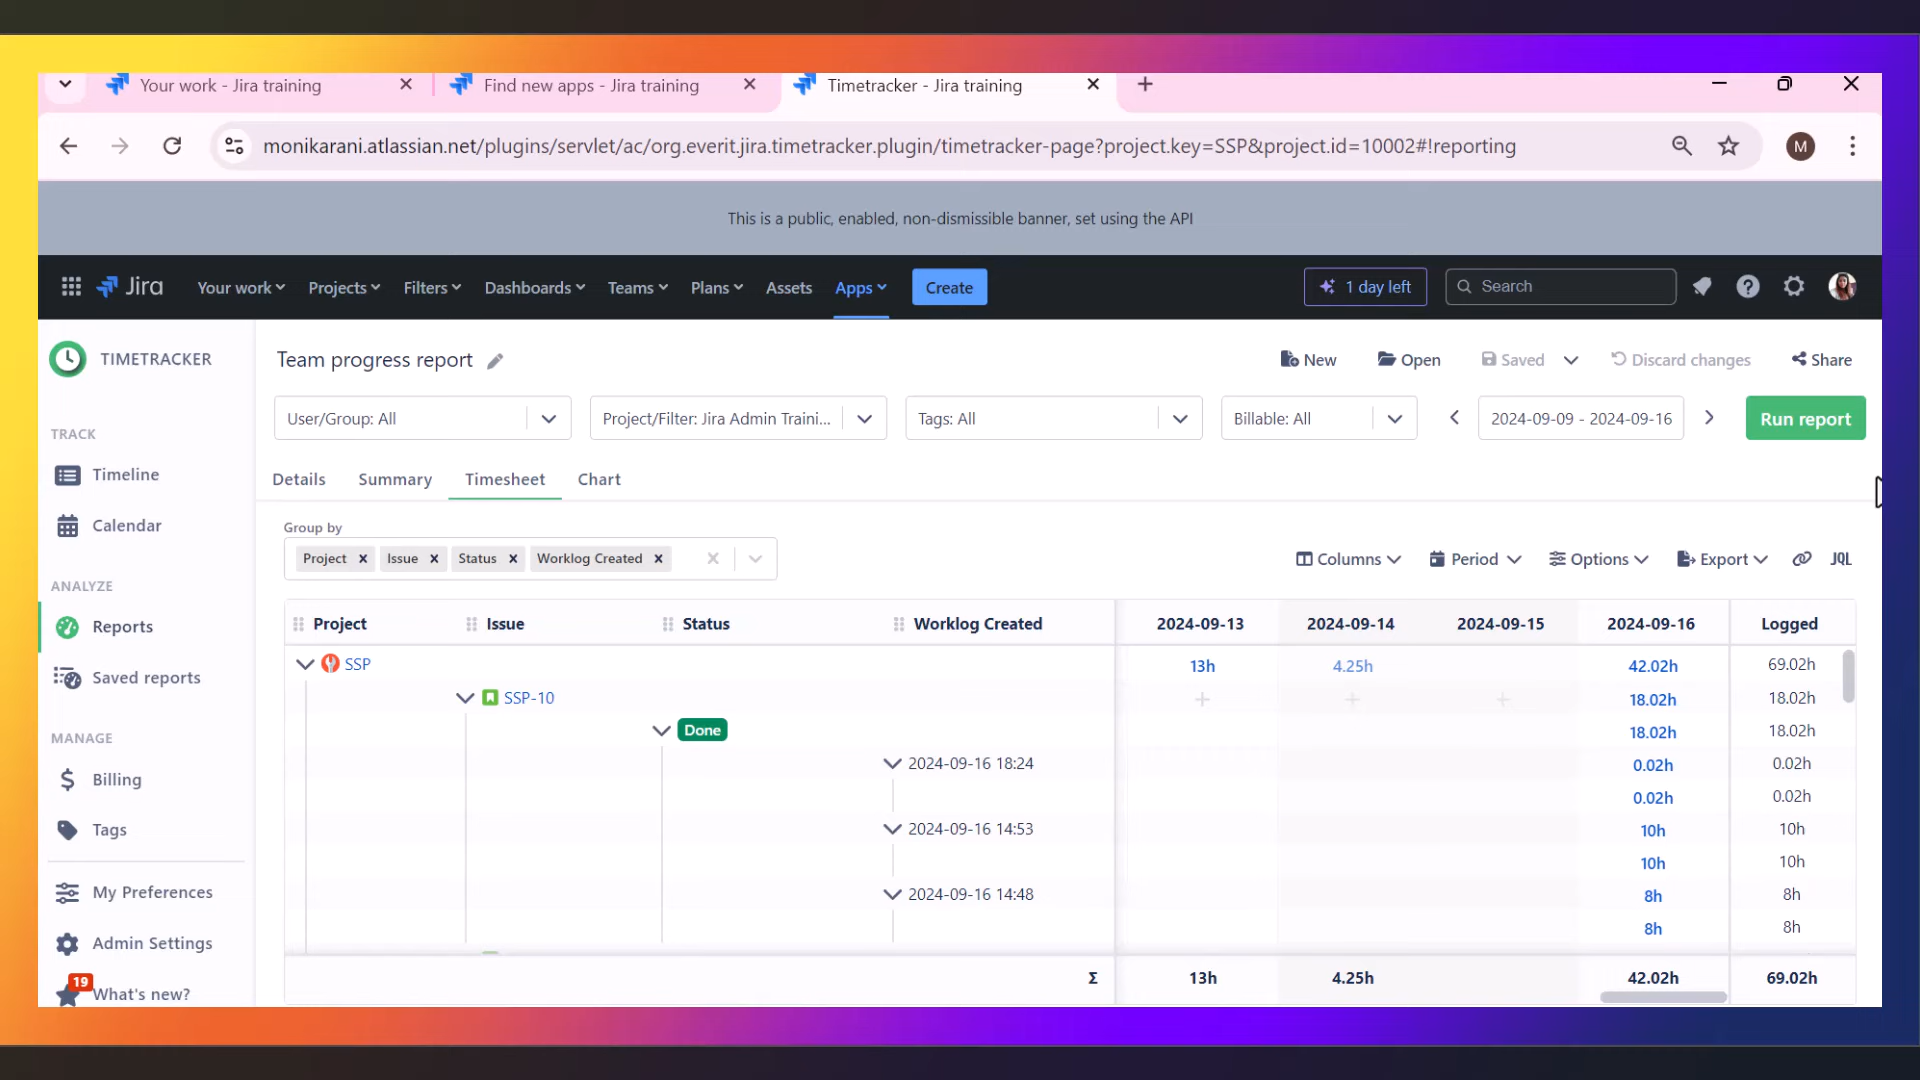 Your work - Jira training
Find new apps - Jira training
Timetracker - Jira training
monikarani.atlassian.net/plugins/servlet/ac/org.everit.jira.timetracker.plugin/timetracker-page?project.key=SSP&project.id=10002#!reporting
M
This is a public, enabled, non-dismissible banner, set using the API
Jira
Your work
Projects
Filters
Dashboards
Teams
Plans
Assets
Apps
Create
1 day left
Search
TIMETRACKER
TRACK
Timeline
Calendar
ANALYZE
Reports
Saved reports
MANAGE
Billing
Tags
My Preferences
Admin Settings
19
What's new?
Team progress report
New
Open
Saved
Discard changes
Share
User/Group: All
Project/Filter: Jira Admin Traini...
Tags: All
Billable: All
2024-09-09 - 2024-09-16
Run report
Details
Summary
Timesheet
Chart
Group by
Project
Issue
Status
Worklog Created
Columns
Period
Options
Export
JQL
Project Issue Status Worklog Created 2024-09-13 2024-09-14 2024-09-15 2024-09-16 Logged
SSP 13h 4.25h 42.02h 69.02h
SSP-10 + + + 18.02h 18.02h
Done 18.02h 18.02h
2024-09-16 18:24 0.02h 0.02h
0.02h 0.02h
2024-09-16 14:53 10h 10h
10h 10h
2024-09-16 14:48 8h 8h
8h 8h
Σ 13h 4.25h 42.02h 69.02h